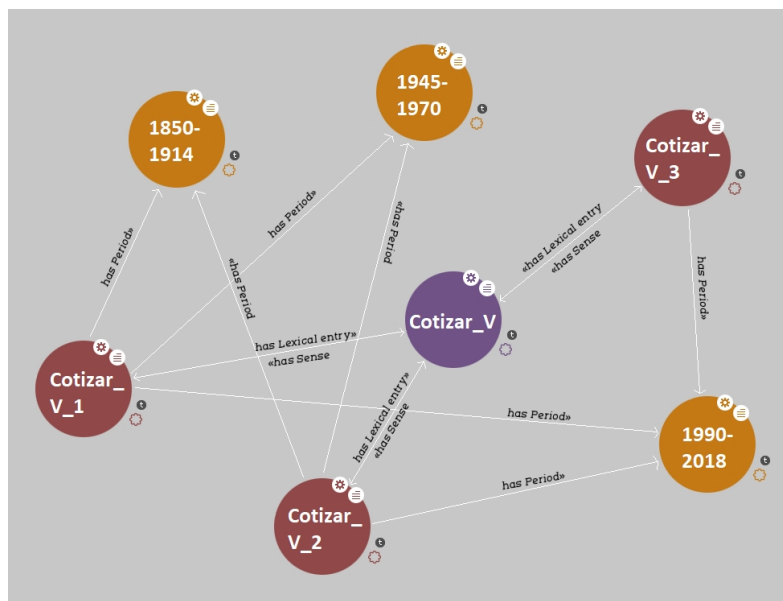 1945-
1970
1850-
1914
Cotizar_
V_3
has Period»
has Period»
«has Period
«has Lexical entry
«has Sense
«has Period
has Period»
Cotizar_V
has Lexical entry»
«has Sense
Cotizar_
V_1
has Lexical entry»
«has Sense
has Period»
1990-
2018
has Period»
Cotizar_
V_2
t
t
t
t
t
t
t